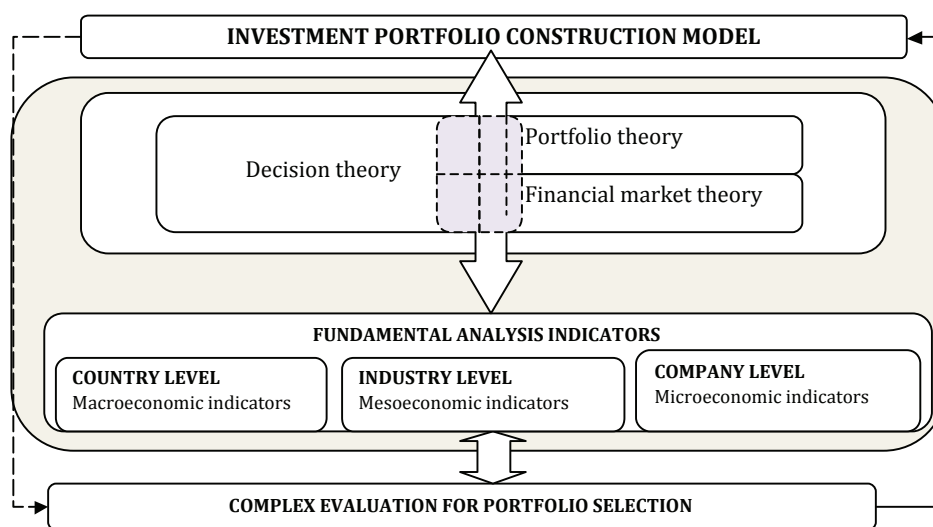 INVESTMENT PORTFOLIO CONSTRUCTION MODEL
Decision theory
Portfolio theory
Financial market theory
FUNDAMENTAL ANALYSIS INDICATORS
COUNTRY LEVEL
Macroeconomic indicators
INDUSTRY LEVEL
Mesoeconomic indicators
COMPANY LEVEL
Microeconomic indicators
COMPLEX EVALUATION FOR PORTFOLIO SELECTION